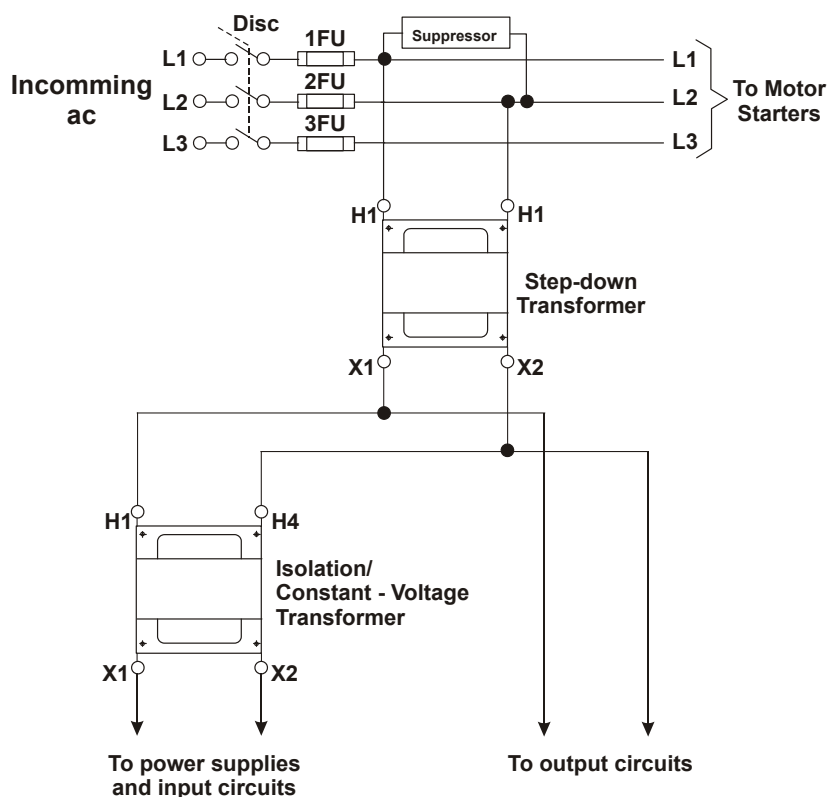 Disc
1FU
Suppressor
L1
L1
Incomming
ac
2FU
L2
L2
To Motor
Starters
3FU
L3
L3
H1
H1
Step-down
Transformer
X1
X2
H1
H4
Isolation/
Constant - Voltage
Transformer
X1
X2
To power supplies
and input circuits
To output circuits